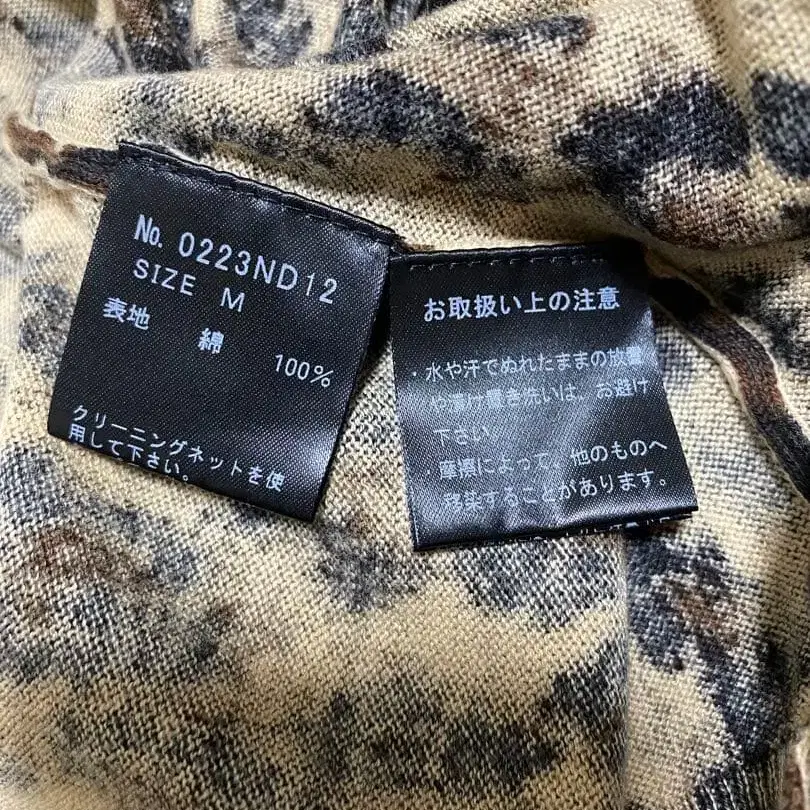 No. 0223ND12
SIZE M
表地 綿 100%
クリーニングネットを使
用して下さい。
お取扱い上の注意
・水や汗でぬれたままの放置
や漬け置き洗いは、お避け
下さい
・摩擦によって、他のものへ
移染することがあります。